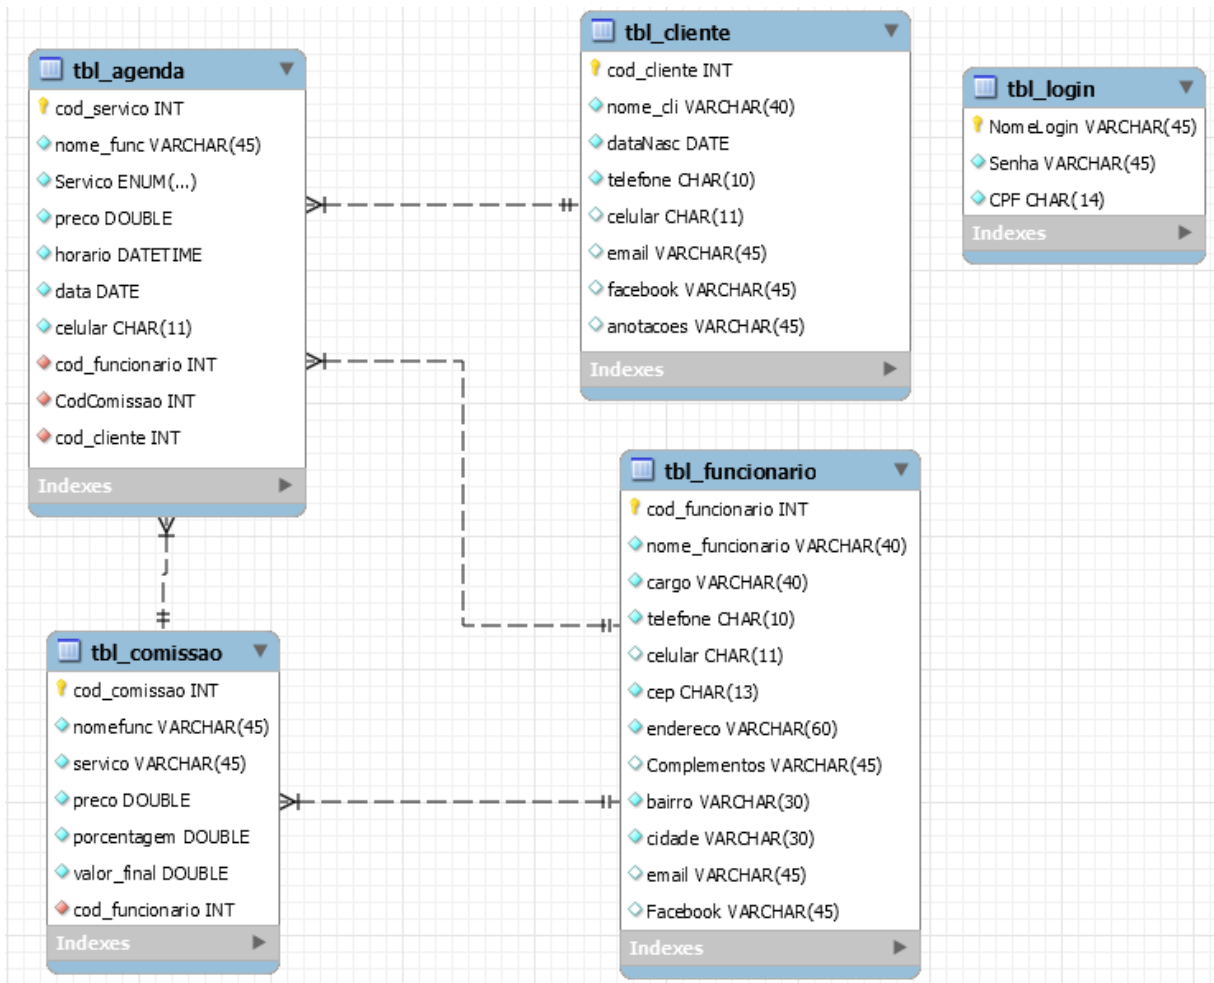 tbl_agenda
cod_servico INT
nome_func VARCHAR(45)
Servico ENUM(...)
preco DOUBLE
horario DATETIME
data DATE
celular CHAR(11)
cod_funcionario INT
CodComissao INT
cod_cliente INT
Indexes
tbl_cliente
cod_cliente INT
nome_cli VARCHAR(40)
dataNasc DATE
telefone CHAR(10)
celular CHAR(11)
email VARCHAR(45)
facebook VARCHAR(45)
anotacoes VARCHAR(45)
Indexes
tbl_login
NomeLogin VARCHAR(45)
Senha VARCHAR(45)
CPF CHAR(14)
Indexes
tbl_comissao
cod_comissao INT
nomefunc VARCHAR(45)
servico VARCHAR(45)
preco DOUBLE
porcentagem DOUBLE
valor_final DOUBLE
cod_funcionario INT
Indexes
tbl_funcionario
cod_funcionario INT
nome_funcionario VARCHAR(40)
cargo VARCHAR(40)
telefone CHAR(10)
celular CHAR(11)
cep CHAR(13)
endereco VARCHAR(60)
Complementos VARCHAR(45)
bairro VARCHAR(30)
cidade VARCHAR(30)
email VARCHAR(45)
Facebook VARCHAR(45)
Indexes